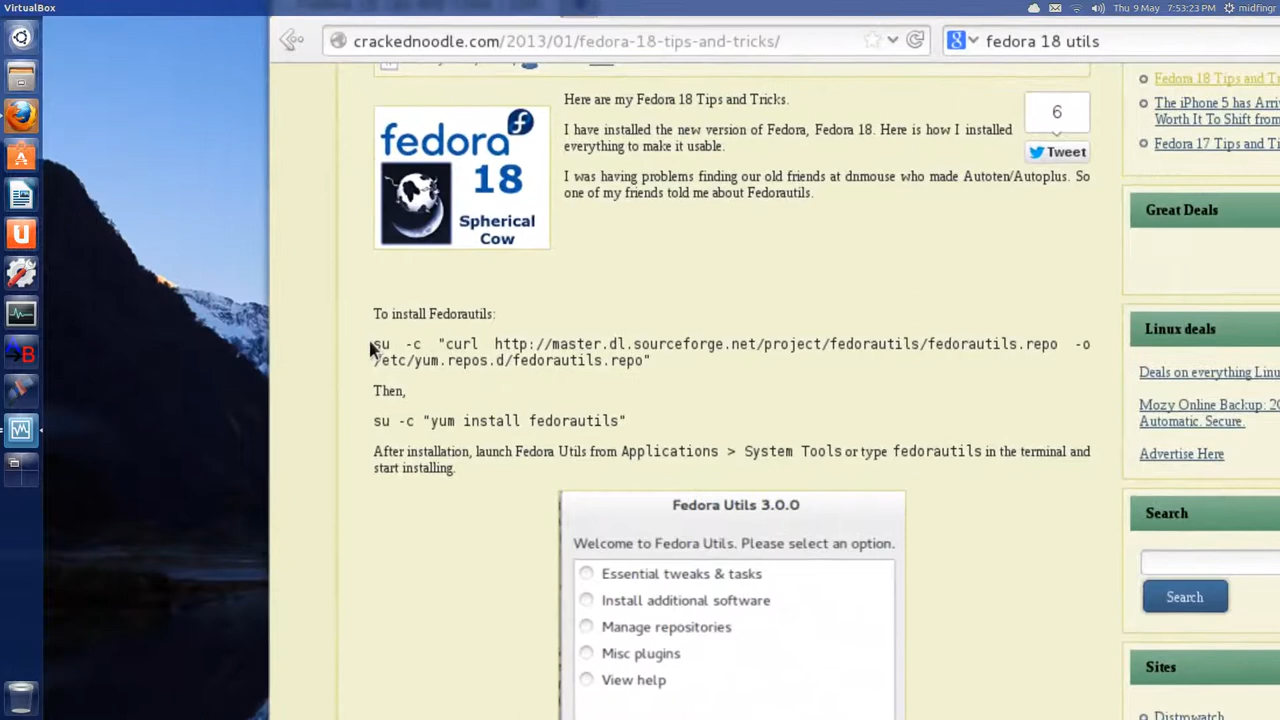 VirtualBox
Thu 9 May 7:53:23 PM midfingr
crackednoodle.com/2013/01/fedora-18-tips-and-tricks/
fedora 18 utils
Here are my Fedora 18 Tips and Tricks.
I have installed the new version of Fedora, Fedora 18. Here is how I installed
everything to make it usable.
I was having problems finding our old friends at dnmouse who made Autoten/Autoplus. So
one of my friends told me about Fedorautils.
fedora
18
Spherical
Cow
6
Tweet
To install Fedorautils:
su -c "curl http://master.dl.sourceforge.net/project/fedorautils/fedorautils.repo -o
/etc/yum.repos.d/fedorautils.repo"
Then,
su -c "yum install fedorautils"
After installation, launch Fedora Utils from Applications > System Tools or type fedorautils in the terminal and
start installing.
Fedora Utils 3.0.0
Welcome to Fedora Utils. Please select an option.
Essential tweaks & tasks
Install additional software
Manage repositories
Misc plugins
View help
Fedora 18 Tips and Tr
The iPhone 5 has Arri
Worth It To Shift from
Fedora 17 Tips and Tr
Great Deals
Linux deals
Deals on everything Linu
Mozy Online Backup: 2
Automatic. Secure.
Advertise Here
Search
Search
Sites
Distrowatch